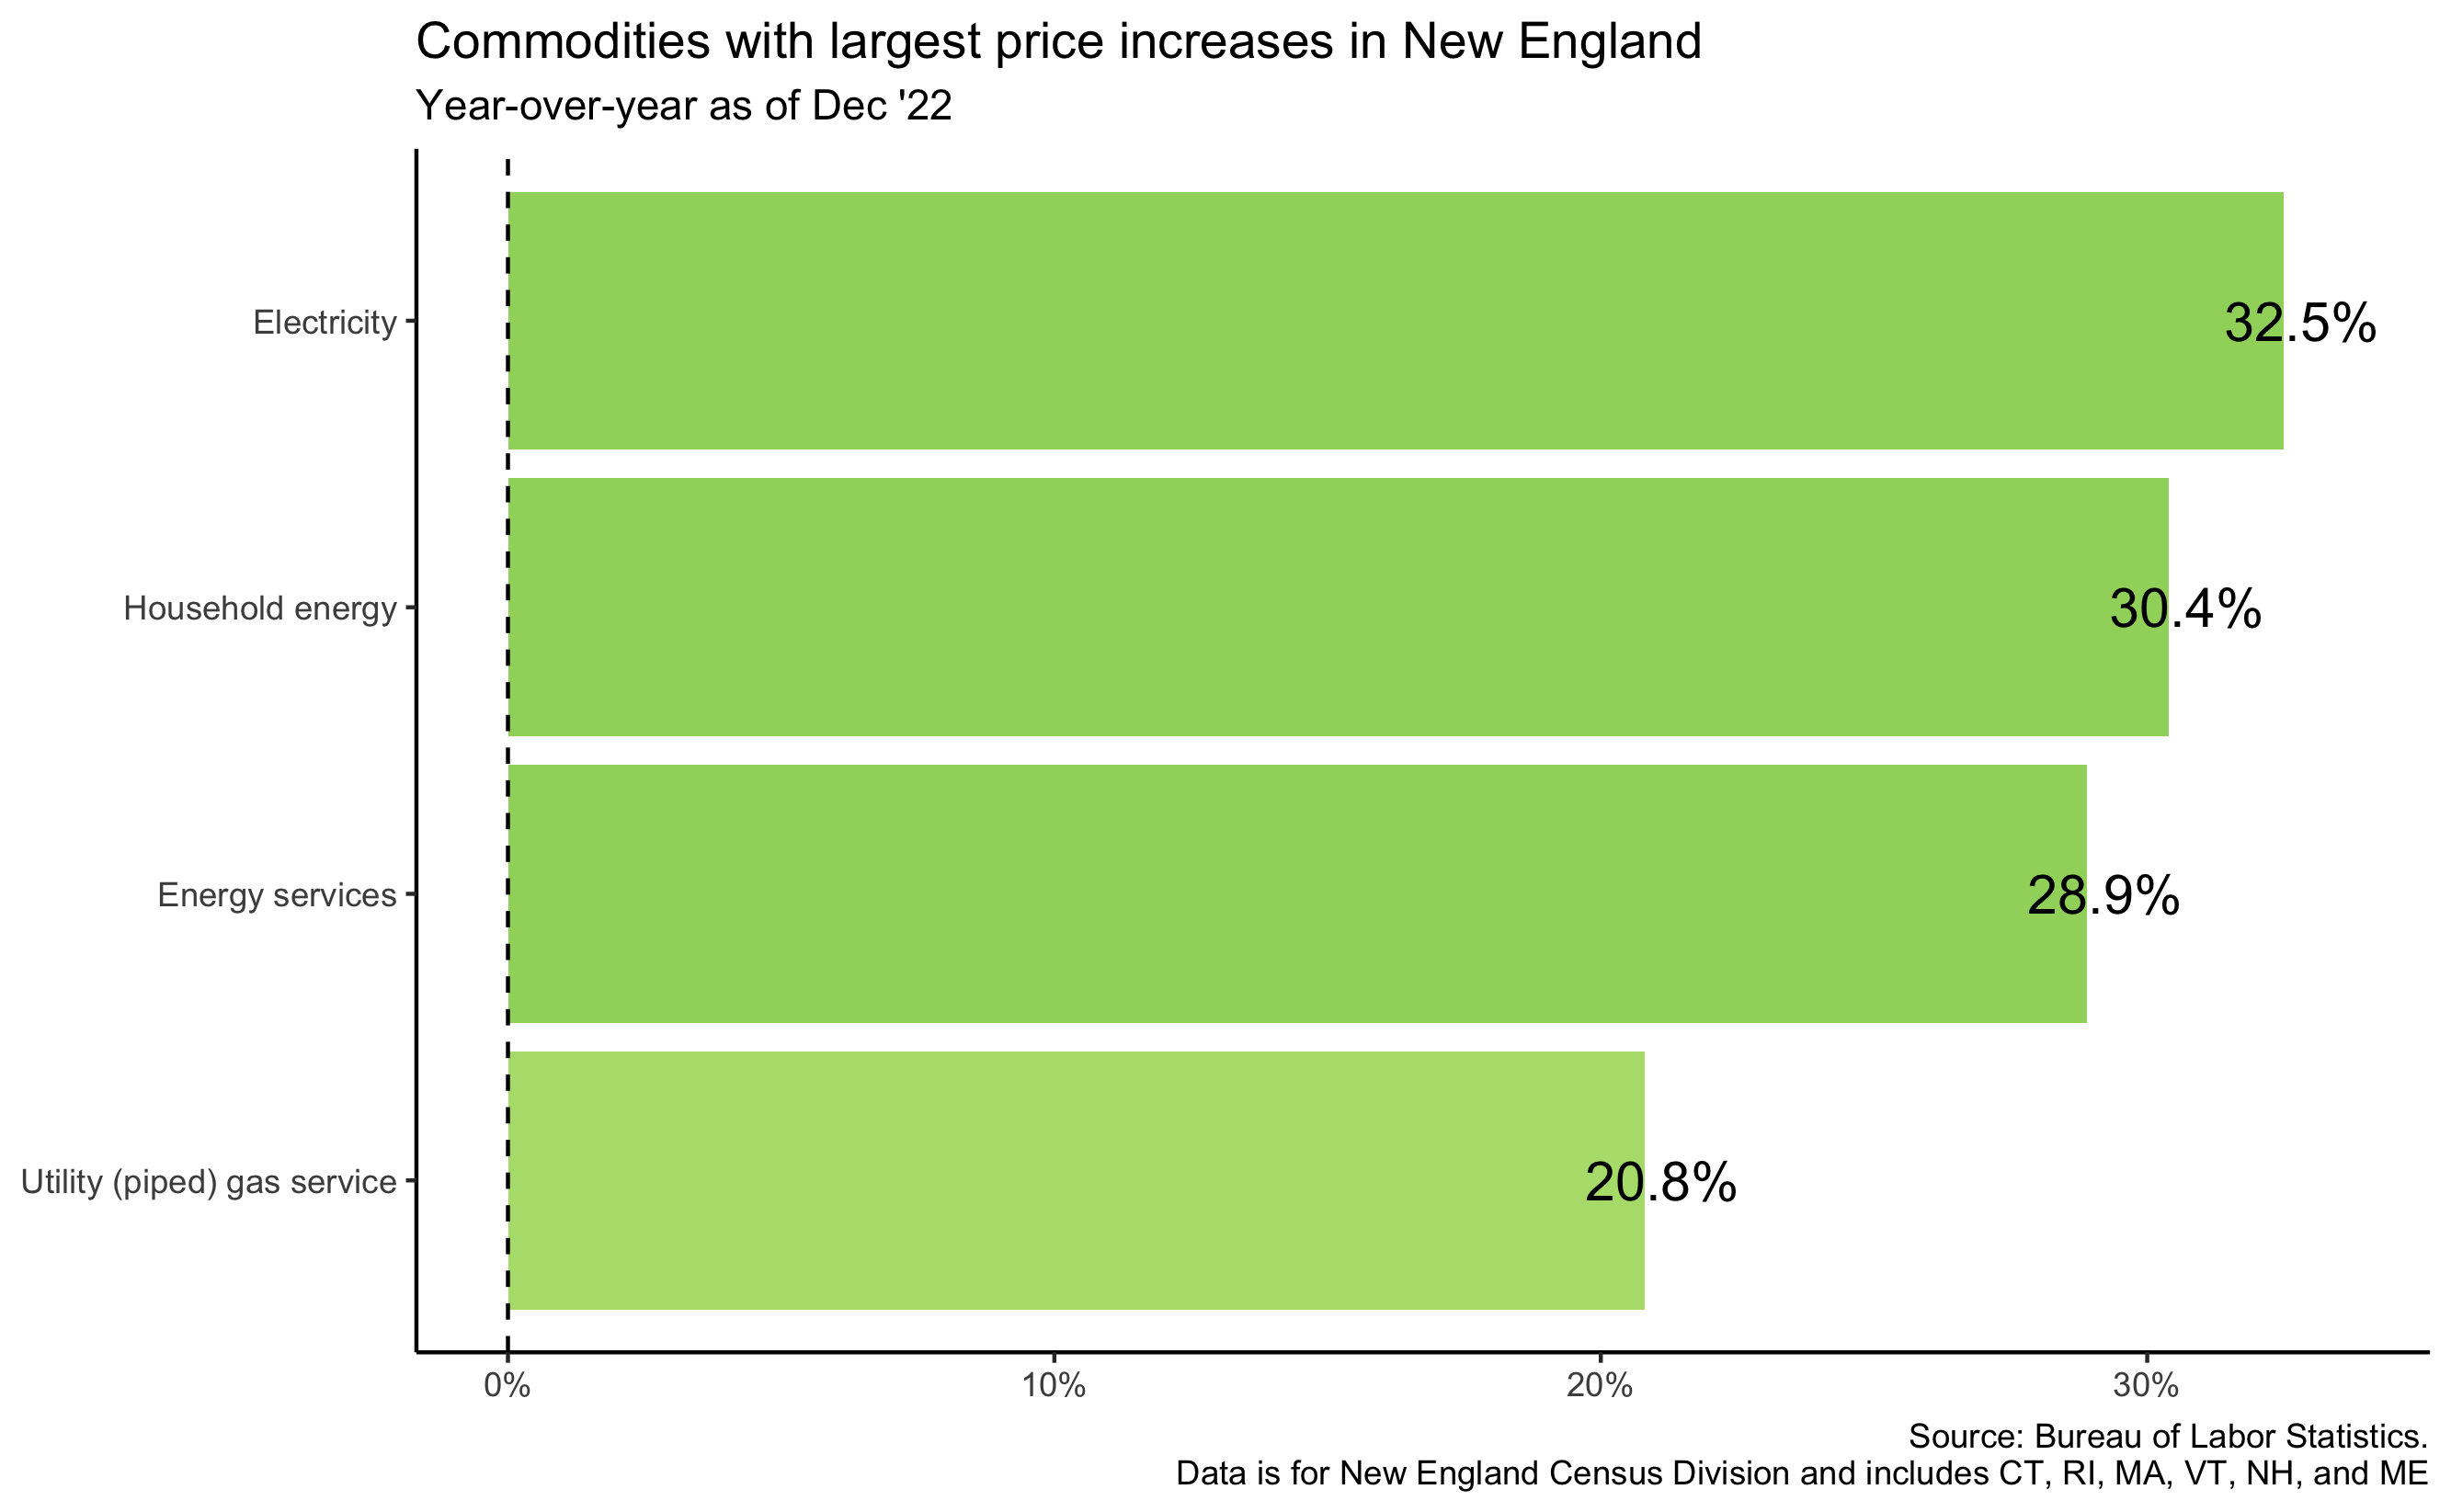 Commodities with largest price increases in New England
Year-over-year as of Dec '22
Electricity
32.5%
Household energy
30.4%
Energy services
28.9%
Utility (piped) gas service
20.8%
0%
10%
20%
30%
Source: Bureau of Labor Statistics.
Data is for New England Census Division and includes CT, RI, MA, VT, NH, and ME